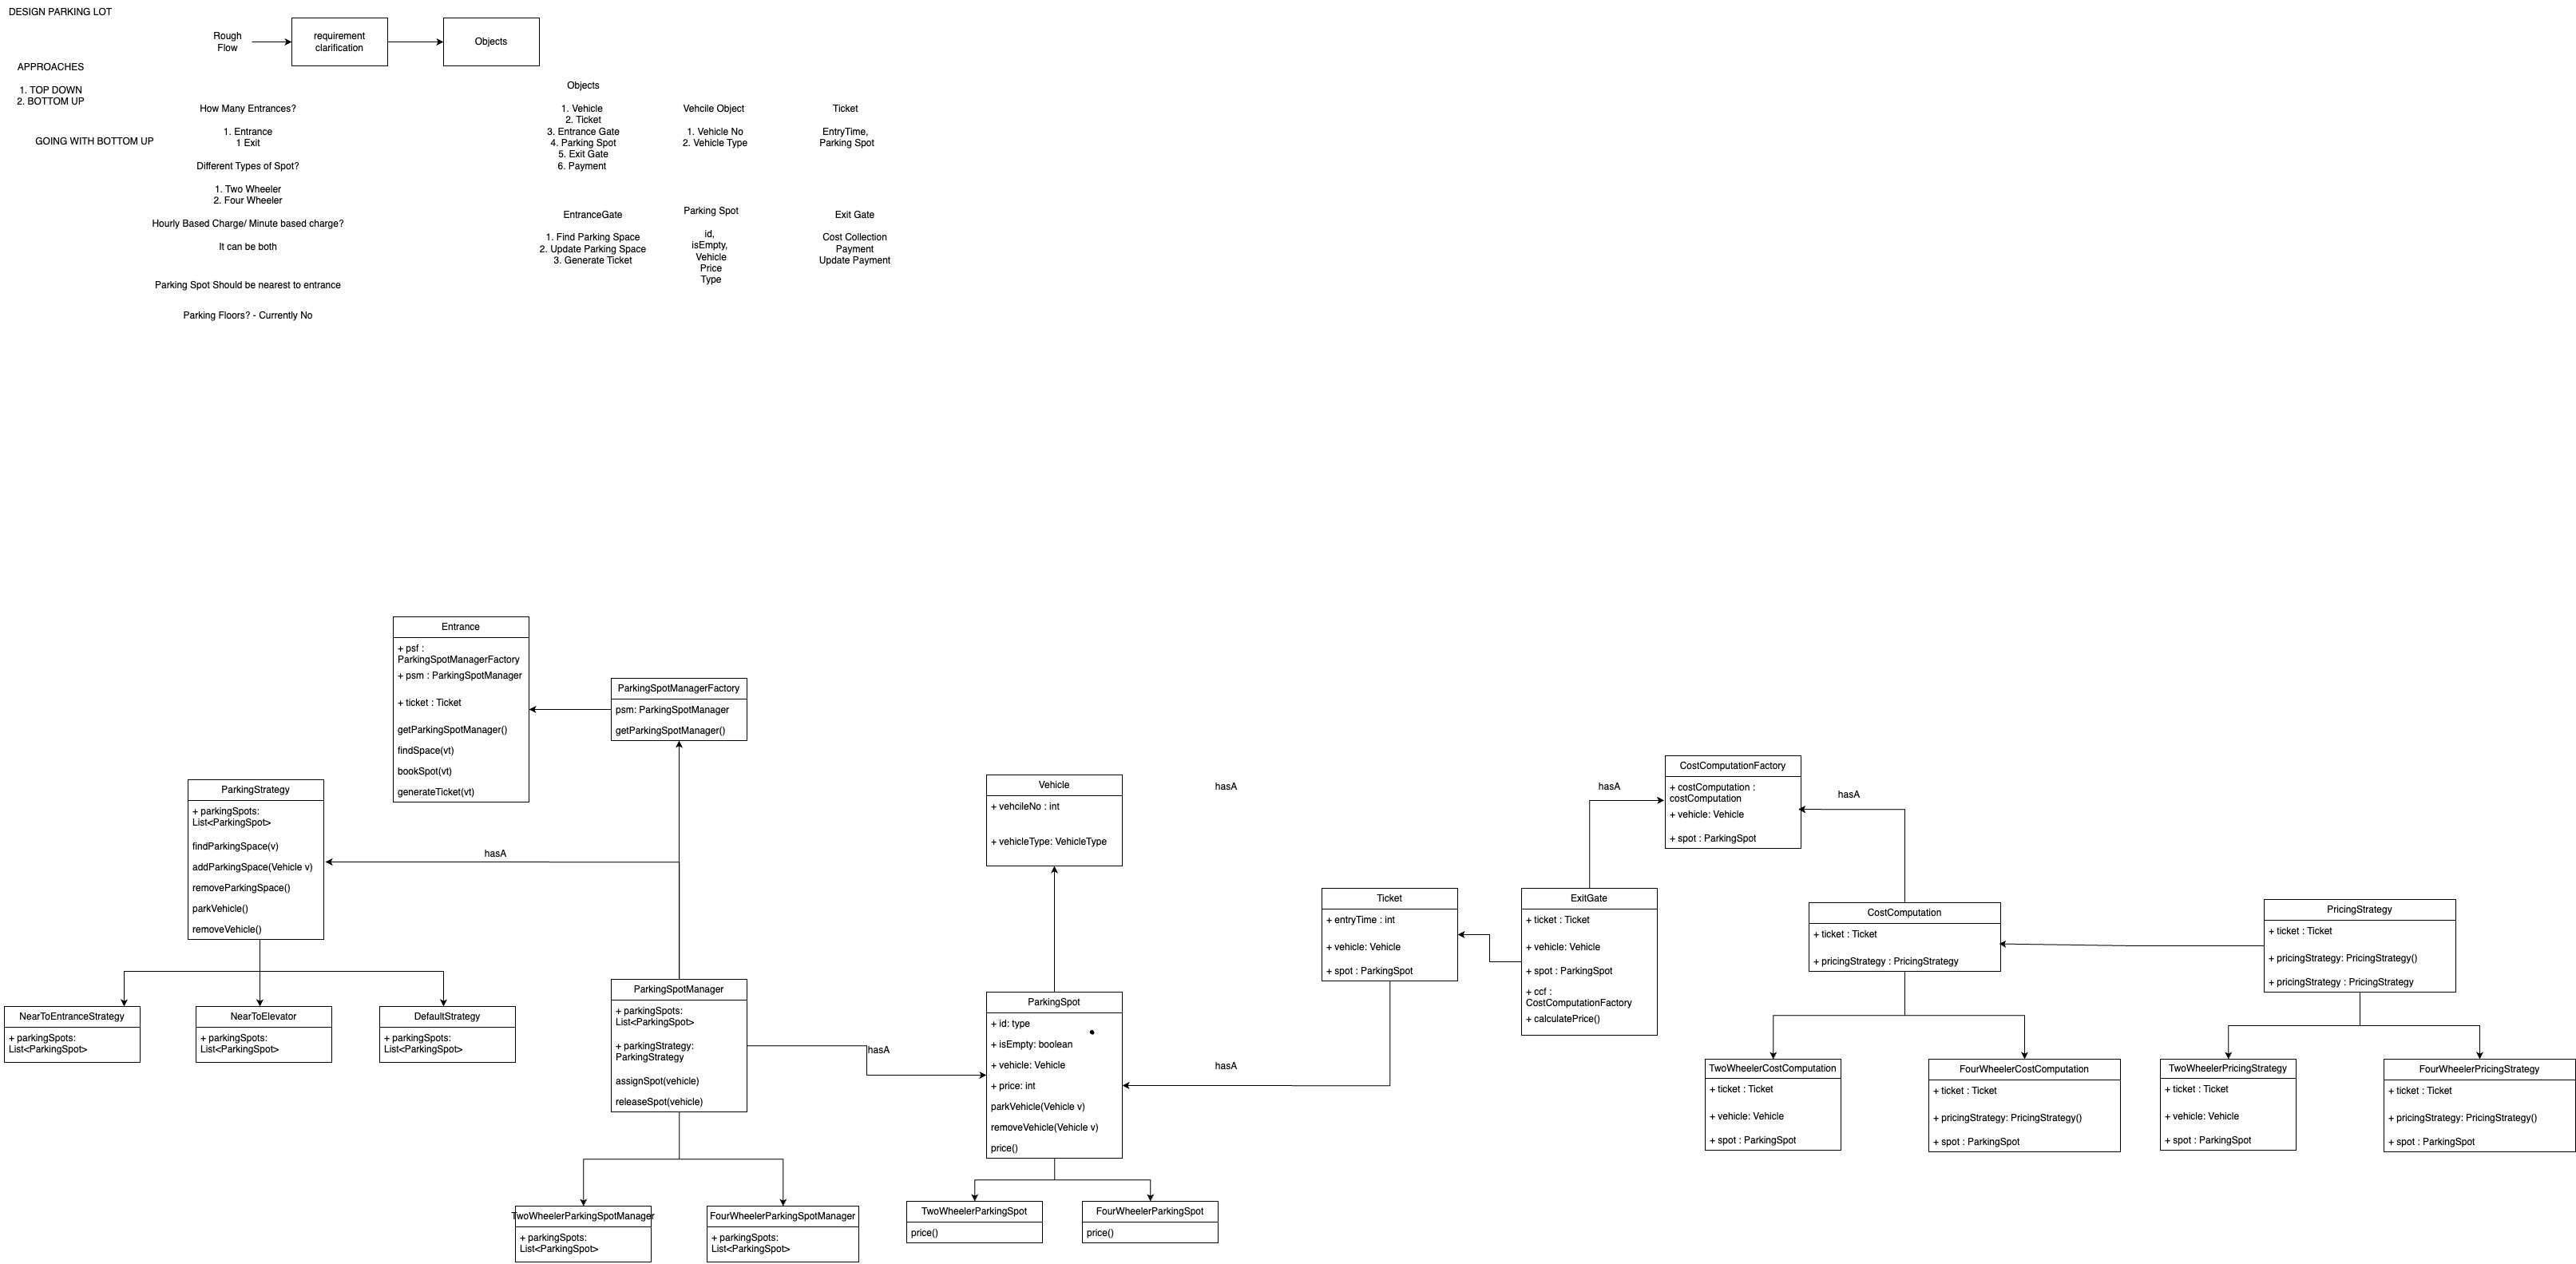 DESIGN PARKING LOT
Rough
Flow
requirement
clarification
Objects
APPROACHES
1. TOP DOWN
2. BOTTOM UP
GOING WITH BOTTOM UP
How Many Entrances?
1. Entrance
1 Exit
Different Types of Spot?
1. Two Wheeler
2. Four Wheeler
Hourly Based Charge/ Minute based charge?
It can be both
Parking Spot Should be nearest to entrance
Parking Floors? - Currently No
Objects
1. Vehicle
2. Ticket
3. Entrance Gate
4. Parking Spot
5. Exit Gate
6. Payment
Vehcile Object
1. Vehicle No
2. Vehicle Type
Ticket
EntryTime,
Parking Spot
EntranceGate
1. Find Parking Space
2. Update Parking Space
3. Generate Ticket
Parking Spot
id,
isEmpty,
Vehicle
Price
Type
Exit Gate
Cost Collection
Payment
Update Payment
Entrance
+ psf :
ParkingSpotManagerFactory
+ psm : ParkingSpotManager
+ ticket : Ticket
getParkingSpotManager()
findSpace(vt)
bookSpot(vt)
generateTicket(vt)
ParkingSpotManagerFactory
psm: ParkingSpotManager
getParkingSpotManager()
ParkingStrategy
+ parkingSpots:
List<ParkingSpot>
findParkingSpace(v)
addParkingSpace(Vehicle v)
removeParkingSpace()
parkVehicle()
removeVehicle()
hasA
NearToEntranceStrategy
+ parkingSpots:
List<ParkingSpot>
NearToElevator
+ parkingSpots:
List<ParkingSpot>
DefaultStrategy
+ parkingSpots:
List<ParkingSpot>
ParkingSpotManager
+ parkingSpots:
List<ParkingSpot>
+ parkingStrategy:
ParkingStrategy
assignSpot(vehicle)
releaseSpot(vehicle)
hasA
TwoWheelerParkingSpotManager
+ parkingSpots:
List<ParkingSpot>
FourWheelerParkingSpotManager
+ parkingSpots:
List<ParkingSpot>
Vehicle
+ vehcileNo : int
+ vehicleType: VehicleType
hasA
ParkingSpot
+ id: type
+ isEmpty: boolean
+ vehicle: Vehicle
+ price: int
parkVehicle(Vehicle v)
removeVehicle(Vehicle v)
price()
hasA
TwoWheelerParkingSpot
price()
FourWheelerParkingSpot
price()
Ticket
+ entryTime : int
+ vehicle: Vehicle
+ spot : ParkingSpot
ExitGate
+ ticket : Ticket
+ vehicle: Vehicle
+ spot : ParkingSpot
+ ccf :
CostComputationFactory
+ calculatePrice()
hasA
CostComputationFactory
+ costComputation :
costComputation
+ vehicle: Vehicle
+ spot : ParkingSpot
hasA
CostComputation
+ ticket : Ticket
+ pricingStrategy : PricingStrategy
PricingStrategy
+ ticket : Ticket
+ pricingStrategy: PricingStrategy()
+ pricingStrategy : PricingStrategy
TwoWheelerCostComputation
+ ticket : Ticket
+ vehicle: Vehicle
+ spot : ParkingSpot
FourWheelerCostComputation
+ ticket : Ticket
+ pricingStrategy: PricingStrategy()
+ spot : ParkingSpot
TwoWheelerPricingStrategy
+ ticket : Ticket
+ vehicle: Vehicle
+ spot : ParkingSpot
FourWheelerPricingStrategy
+ ticket : Ticket
+ pricingStrategy: PricingStrategy()
+ spot : ParkingSpot